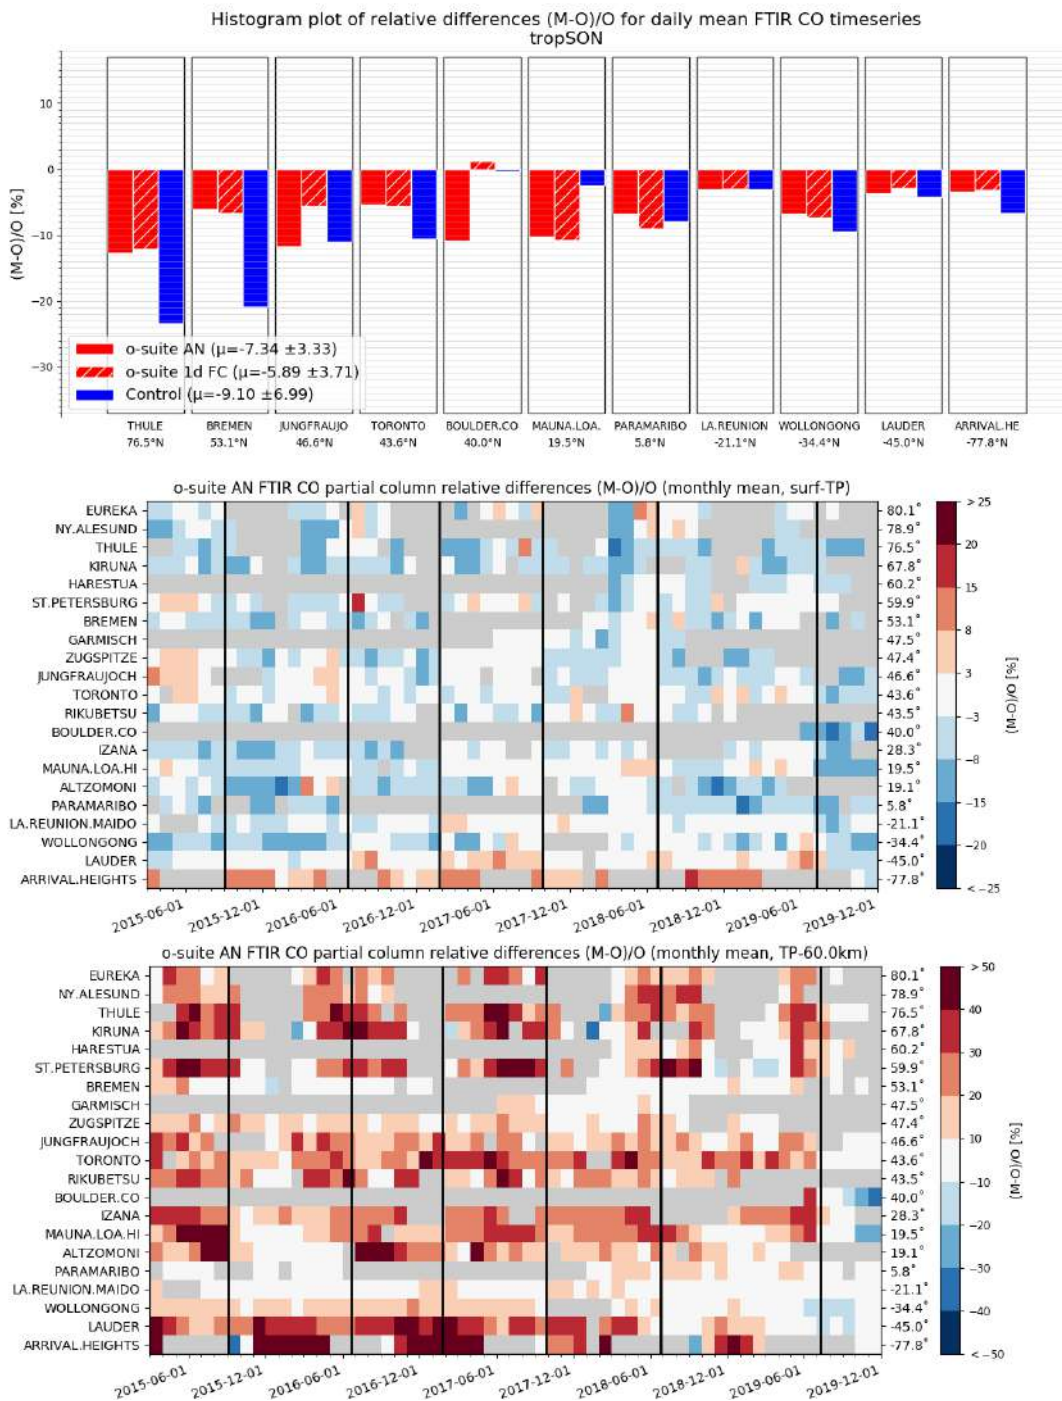 Histogram plot of relative differences (M-O)/O for daily mean FTIR CO timeseries
tropSON
(M-O)/O [%]
10
0
−10
−20
−30
o-suite AN (μ=-7.34 ±3.33)
o-suite 1d FC (μ=-5.89 ±3.71)
Control (μ=-9.10 ±6.99)
THULE BREMEN JUNGFRAUJO TORONTO BOULDER.CO MAUNA.LOA. PARAMARIBO LA.REUNION WOLLONGONG LAUDER ARRIVAL.HE
76.5°N 53.1°N 46.6°N 43.6°N 40.0°N 19.5°N 5.8°N -21.1°N -34.4°N -45.0°N -77.8°N
o-suite AN FTIR CO partial column relative differences (M-O)/O (monthly mean, surf-TP)
EUREKA 80.1°
NY.ALESUND 78.9°
THULE 76.5°
KIRUNA 67.8°
HARESTUA 60.2°
ST.PETERSBURG 59.9°
BREMEN 53.1°
GARMISCH 47.5°
ZUGSPITZE 47.4°
JUNGFRAUJOCH 46.6°
TORONTO 43.6°
RIKUBETSU 43.5°
BOULDER.CO 40.0°
IZANA 28.3°
MAUNA.LOA.HI 19.5°
ALTZOMONI 19.1°
PARAMARIBO 5.8°
LA.REUNION.MAIDO -21.1°
WOLLONGONG -34.4°
LAUDER -45.0°
ARRIVAL.HEIGHTS -77.8°
2015-06-01 2015-12-01 2016-06-01 2016-12-01 2017-06-01 2017-12-01 2018-06-01 2018-12-01 2019-06-01 2019-12-01
> 25
20
15
8
3
−3
−8
−15
−20
< −25
(M-O)/O [%]
o-suite AN FTIR CO partial column relative differences (M-O)/O (monthly mean, TP-60.0km)
EUREKA 80.1°
NY.ALESUND 78.9°
THULE 76.5°
KIRUNA 67.8°
HARESTUA 60.2°
ST.PETERSBURG 59.9°
BREMEN 53.1°
GARMISCH 47.5°
ZUGSPITZE 47.4°
JUNGFRAUJOCH 46.6°
TORONTO 43.6°
RIKUBETSU 43.5°
BOULDER.CO 40.0°
IZANA 28.3°
MAUNA.LOA.HI 19.5°
ALTZOMONI 19.1°
PARAMARIBO 5.8°
LA.REUNION.MAIDO -21.1°
WOLLONGONG -34.4°
LAUDER -45.0°
ARRIVAL.HEIGHTS -77.8°
2015-06-01 2015-12-01 2016-06-01 2016-12-01 2017-06-01 2017-12-01 2018-06-01 2018-12-01 2019-06-01 2019-12-01
> 50
40
30
20
10
−10
−20
−30
−40
< −50
(M-O)/O [%]